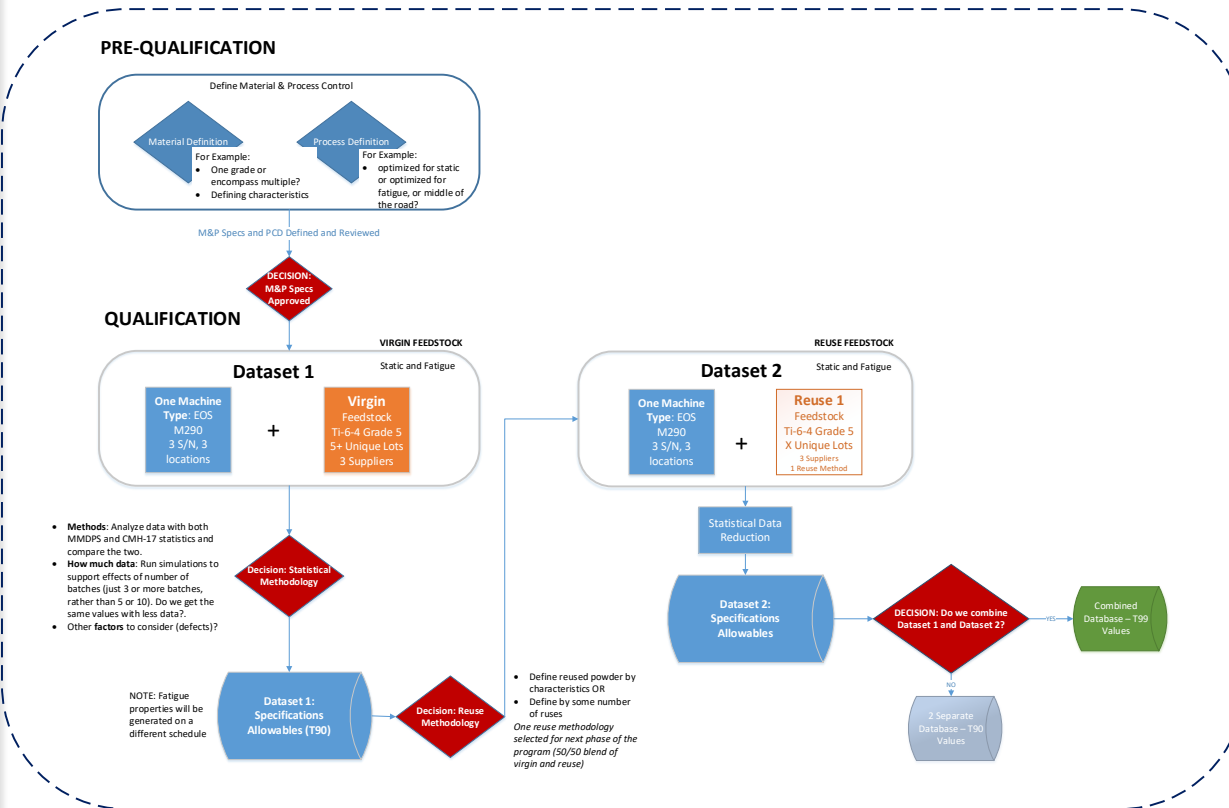 PRE-QUALIFICATION
Define Material & Process Control
Material Definition
For Example:
• One grade or
encompass multiple?
• Defining characteristics
Process Definition
For Example:
• optimized for static
or optimized for
fatigue, or middle of
the road?
M&P Specs and PCD Defined and Reviewed
DECISION:
M&P Specs
Approved
QUALIFICATION
VIRGIN FEEDSTOCK
Dataset 1
Static and Fatigue
One Machine
Type: EOS
M290
3 S/N, 3
locations
+
Virgin
Feedstock
Ti-6-4 Grade 5
5+ Unique Lots
3 Suppliers
REUSE FEEDSTOCK
Dataset 2
Static and Fatigue
One Machine
Type: EOS
M290
3 S/N, 3
locations
+
Reuse 1
Feedstock
Ti-6-4 Grade 5
X Unique Lots
3 Suppliers
1 Reuse Method
• Methods: Analyze data with both
MMDPS and CMH-17 statistics and
compare the two.
• How much data: Run simulations to
support effects of number of
batches (just 3 or more batches,
rather than 5 or 10). Do we get the
same values with less data?.
• Other factors to consider (defects)?
Decision: Statistical
Methodology
Statistical Data
Reduction
Dataset 2:
Specifications
Allowables
DECISION: Do we combine
Dataset 1 and Dataset 2?
YES
Combined
Database – T99
Values
NO
2 Separate
Database – T90
Values
NOTE: Fatigue
properties will be
generated on a
different schedule
Dataset 1:
Specifications
Allowables (T90)
Decision: Reuse
Methodology
• Define reused powder by
characteristics OR
• Define by some number
of ruses
One reuse methodology
selected for next phase of the
program (50/50 blend of
virgin and reuse)